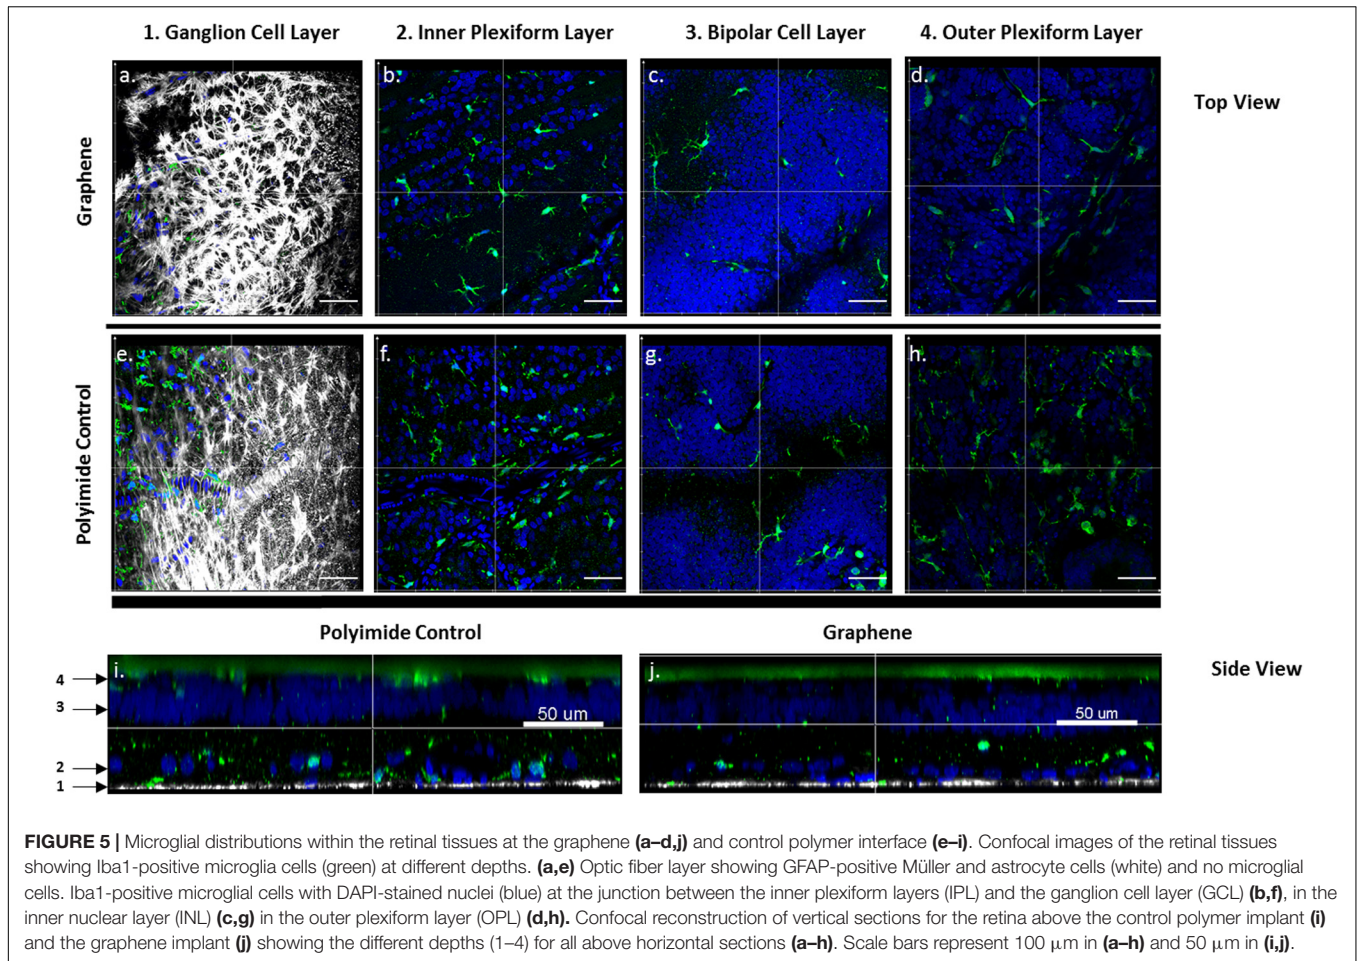 1. Ganglion Cell Layer
2. Inner Plexiform Layer
3. Bipolar Cell Layer
4. Outer Plexiform Layer
Graphene
a.
b.
c.
d.
Top View
Polyimide Control
e.
f.
g.
h.
Polyimide Control
Graphene
Side View
i.
j.
4
3
2
1
50 um
50 um
FIGURE 5 | Microglial distributions within the retinal tissues at the graphene (a–d,j) and control polymer interface (e–i). Confocal images of the retinal tissues
showing Iba1-positive microglia cells (green) at different depths. (a,e) Optic fiber layer showing GFAP-positive Müller and astrocyte cells (white) and no microglial
cells. Iba1-positive microglial cells with DAPI-stained nuclei (blue) at the junction between the inner plexiform layers (IPL) and the ganglion cell layer (GCL) (b,f), in the
inner nuclear layer (INL) (c,g) in the outer plexiform layer (OPL) (d,h). Confocal reconstruction of vertical sections for the retina above the control polymer implant (i)
and the graphene implant (j) showing the different depths (1–4) for all above horizontal sections (a–h). Scale bars represent 100 μm in (a–h) and 50 μm in (i,j).